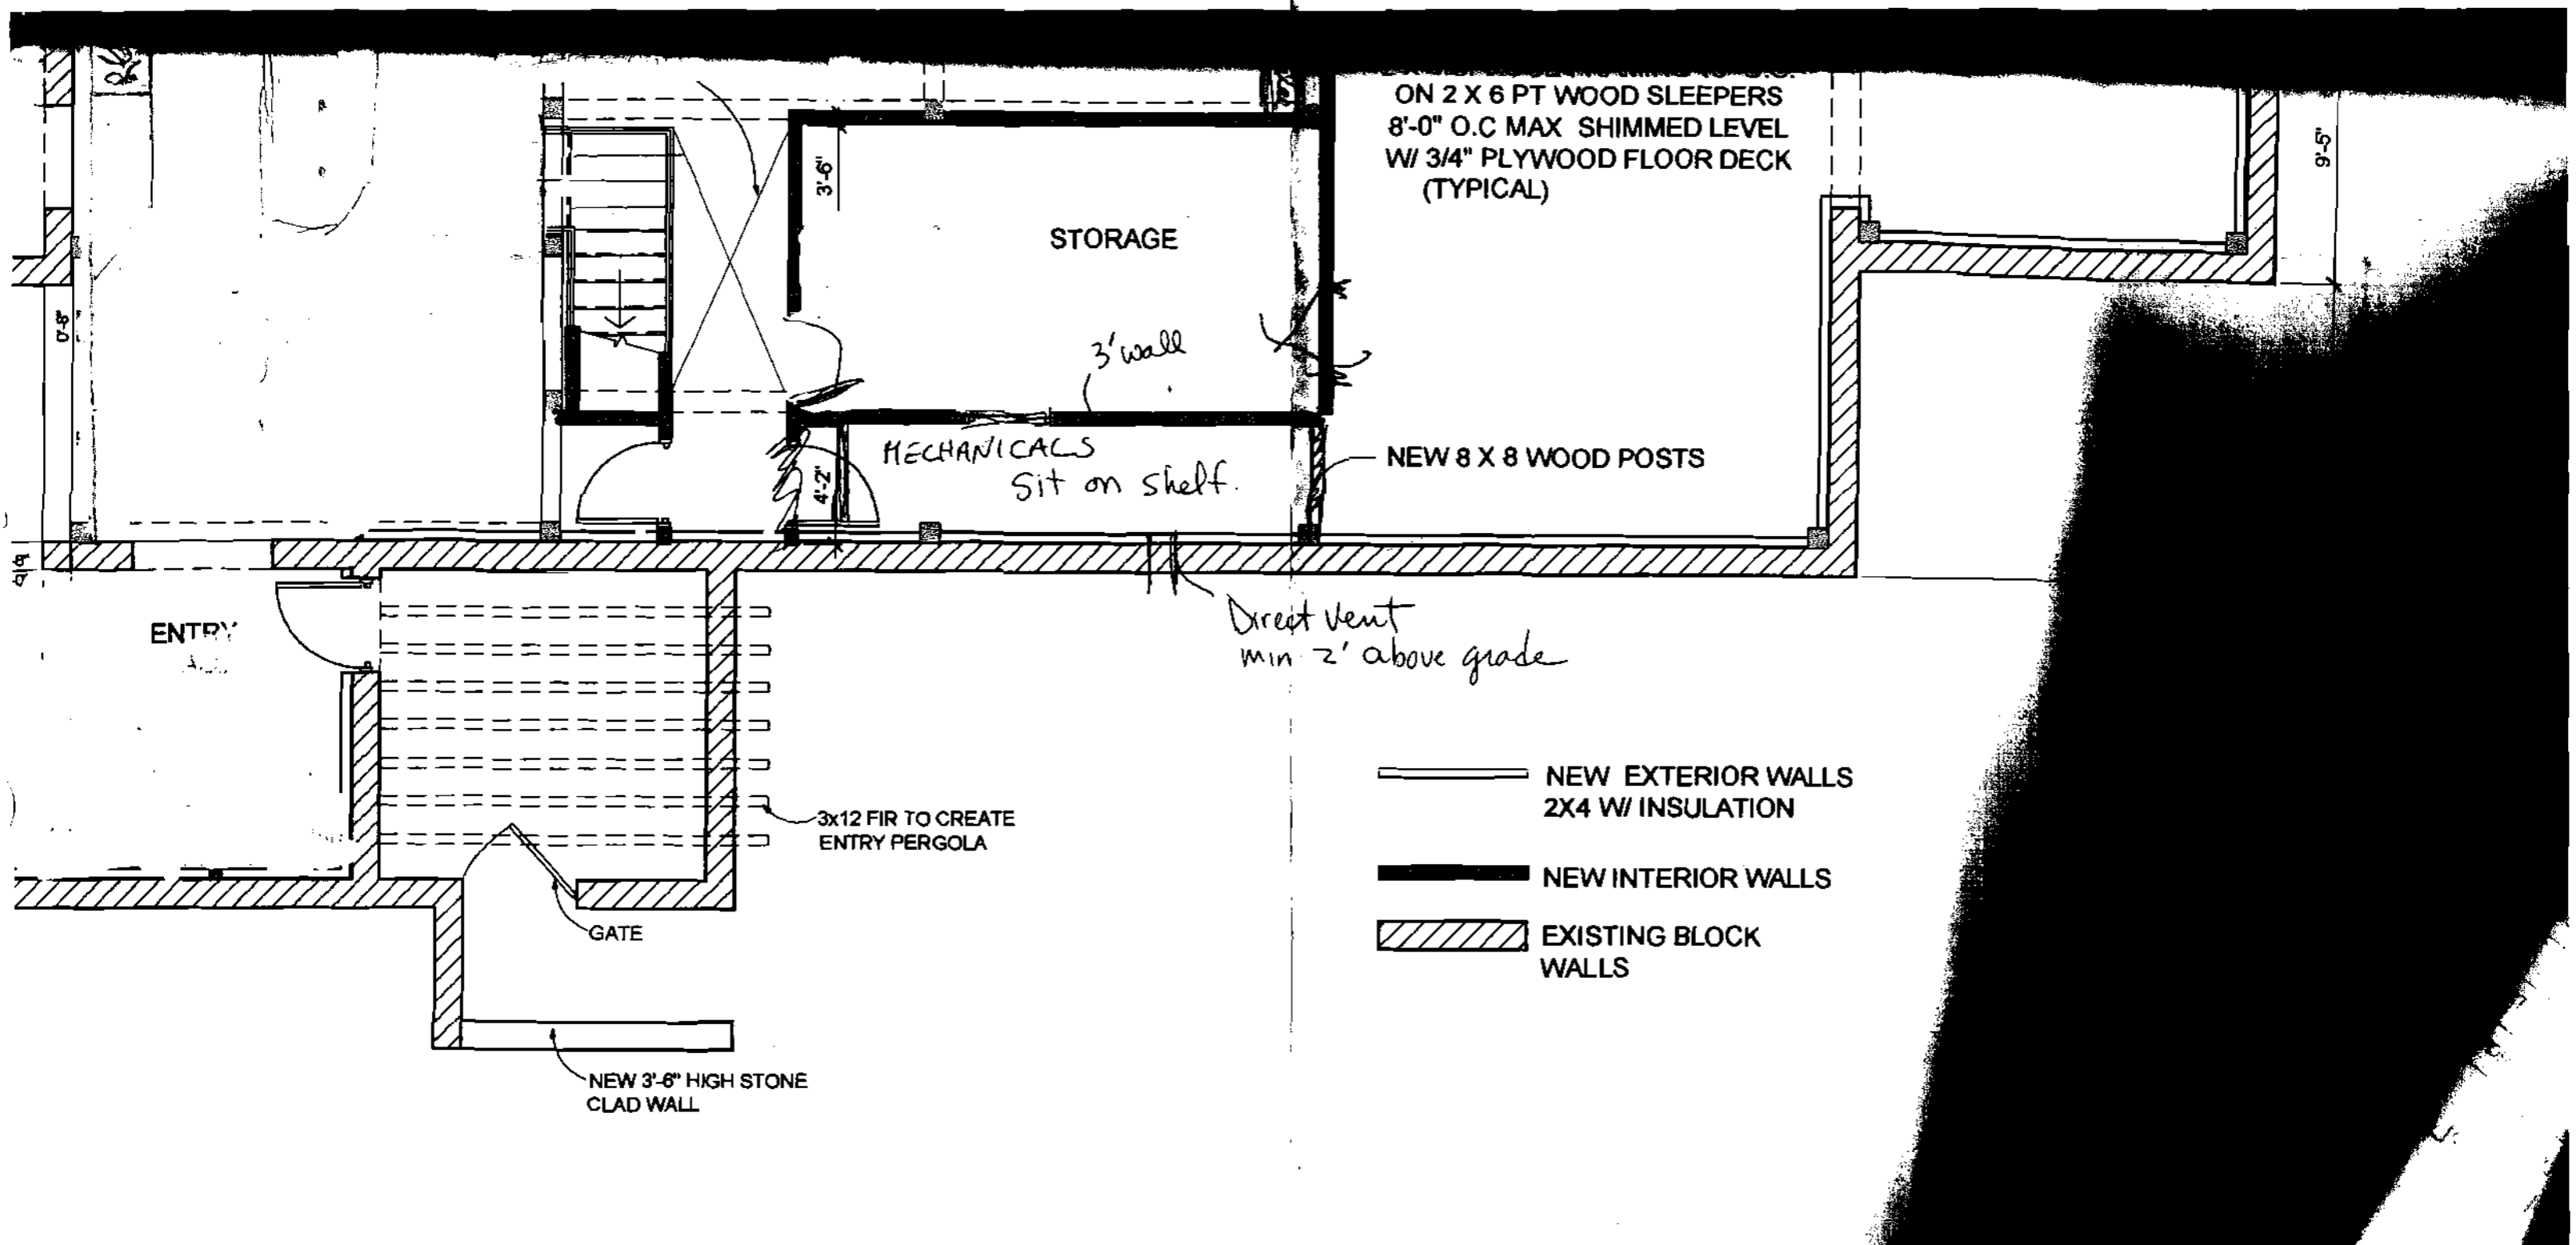 ON 2 X 6 PT WOOD SLEEPERS
8'-0" O.C MAX SHIMMED LEVEL
W/ 3/4" PLYWOOD FLOOR DECK
(TYPICAL)
9'-5"
3'-6"
STORAGE
0'-8"
3' wall
MECHANICALS
Sit on shelf.
4'-2"
NEW 8 X 8 WOOD POSTS
ENTRY
Direct Vent
min 2' above grade
NEW EXTERIOR WALLS
2X4 W/ INSULATION
3x12 FIR TO CREATE
ENTRY PERGOLA
NEW INTERIOR WALLS
GATE
EXISTING BLOCK
WALLS
NEW 3'-6" HIGH STONE
CLAD WALL